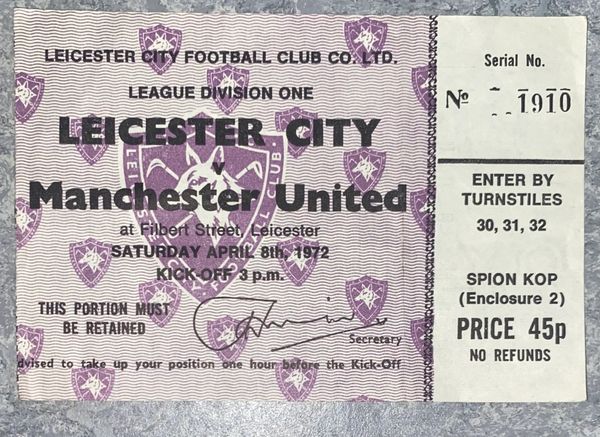 LEICESTER CITY FOOTBALL CLUB CO. LTD.
LEAGUE DIVISION ONE
LEICESTER CITY
v
Manchester United
at Filbert Street, Leicester
SATURDAY APRIL 8th, 1972
KICK-OFF 3 p.m.
THIS PORTION MUST
BE RETAINED
Secretary
dvised to take up your position one hour before the Kick-Off
Serial No.
No 1910
ENTER BY
TURNSTILES
30, 31, 32
SPION KOP
(Enclosure 2)
PRICE 45p
NO REFUNDS